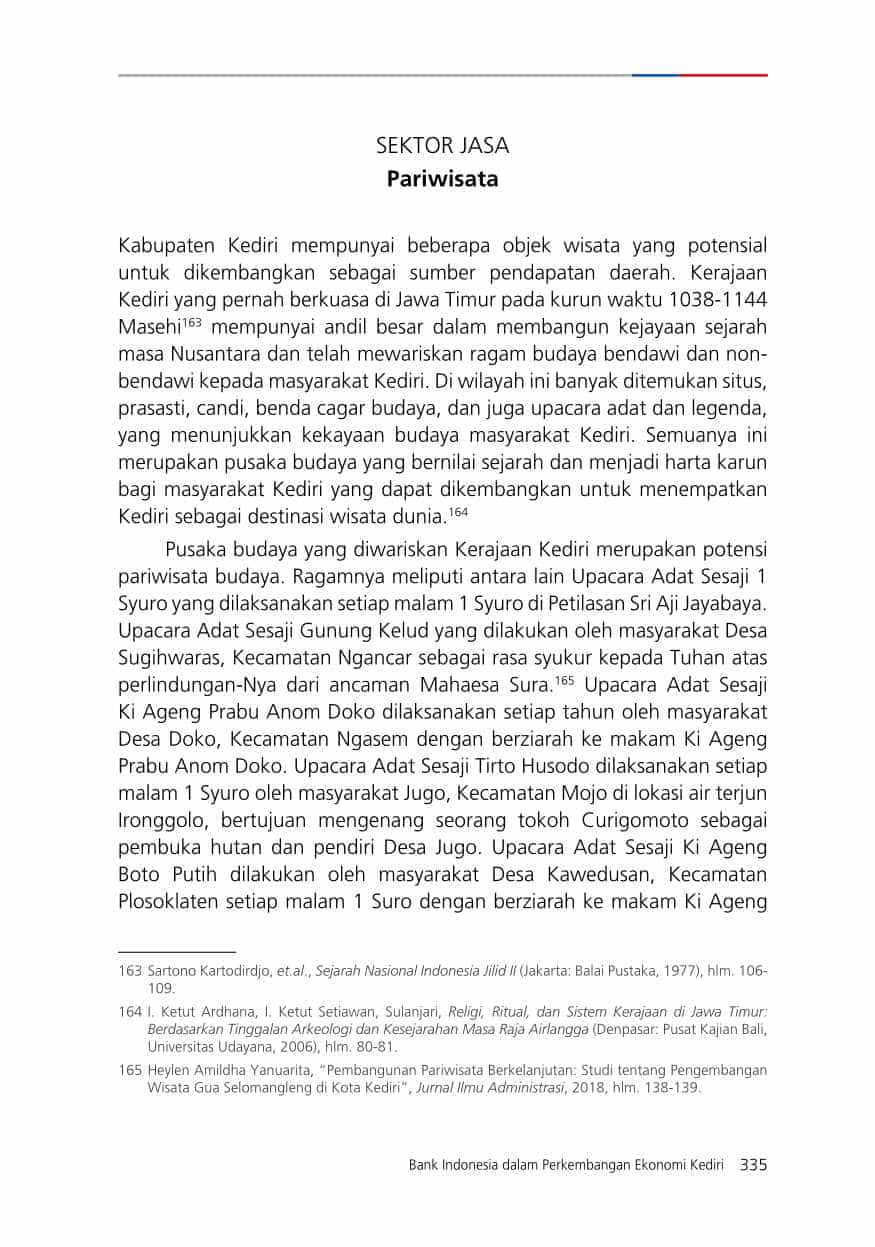 SEKTOR JASA
Pariwisata
Kabupaten Kediri mempunyai beberapa objek wisata yang potensial
untuk dikembangkan sebagai sumber pendapatan daerah. Kerajaan
Kediri yang pernah berkuasa di Jawa Timur pada kurun waktu 1038-1144
Masehi163 mempunyai andil besar dalam membangun kejayaan sejarah
masa Nusantara dan telah mewariskan ragam budaya bendawi dan non-
bendawi kepada masyarakat Kediri. Di wilayah ini banyak ditemukan situs,
prasasti, candi, benda cagar budaya, dan juga upacara adat dan legenda,
yang menunjukkan kekayaan budaya masyarakat Kediri. Semuanya ini
merupakan pusaka budaya yang bernilai sejarah dan menjadi harta karun
bagi masyarakat Kediri yang dapat dikembangkan untuk menempatkan
Kediri sebagai destinasi wisata dunia.164
Pusaka budaya yang diwariskan Kerajaan Kediri merupakan potensi
pariwisata budaya. Ragamnya meliputi antara lain Upacara Adat Sesaji 1
Syuro yang dilaksanakan setiap malam 1 Syuro di Petilasan Sri Aji Jayabaya.
Upacara Adat Sesaji Gunung Kelud yang dilakukan oleh masyarakat Desa
Sugihwaras, Kecamatan Ngancar sebagai rasa syukur kepada Tuhan atas
perlindungan-Nya dari ancaman Mahaesa Sura.165 Upacara Adat Sesaji
Ki Ageng Prabu Anom Doko dilaksanakan setiap tahun oleh masyarakat
Desa Doko, Kecamatan Ngasem dengan berziarah ke makam Ki Ageng
Prabu Anom Doko. Upacara Adat Sesaji Tirto Husodo dilaksanakan setiap
malam 1 Syuro oleh masyarakat Jugo, Kecamatan Mojo di lokasi air terjun
Ironggolo, bertujuan mengenang seorang tokoh Curigomoto sebagai
pembuka hutan dan pendiri Desa Jugo. Upacara Adat Sesaji Ki Ageng
Boto Putih dilakukan oleh masyarakat Desa Kawedusan, Kecamatan
Plosoklaten setiap malam 1 Suro dengan berziarah ke makam Ki Ageng
163 Sartono Kartodirdjo, et.al., Sejarah Nasional Indonesia Jilid II (Jakarta: Balai Pustaka, 1977), hlm. 106-
109.
164 I. Ketut Ardhana, I. Ketut Setiawan, Sulanjari, Religi, Ritual, dan Sistem Kerajaan di Jawa Timur:
Berdasarkan Tinggalan Arkeologi dan Kesejarahan Masa Raja Airlangga (Denpasar: Pusat Kajian Bali,
Universitas Udayana, 2006), hlm. 80-81.
165 Heylen Amildha Yanuarita, “Pembangunan Pariwisata Berkelanjutan: Studi tentang Pengembangan
Wisata Gua Selomangleng di Kota Kediri”, Jurnal Ilmu Administrasi, 2018, hlm. 138-139.
Bank Indonesia dalam Perkembangan Ekonomi Kediri 335